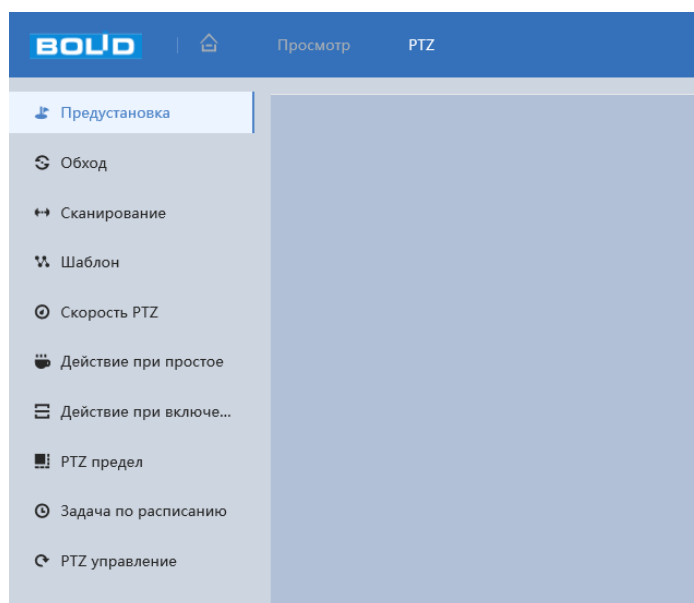 BOLID
Просмотр
PTZ
Предустановка
Обход
Сканирование
Шаблон
Скорость PTZ
Действие при простое
Действие при включе...
PTZ предел
Задача по расписанию
PTZ управление